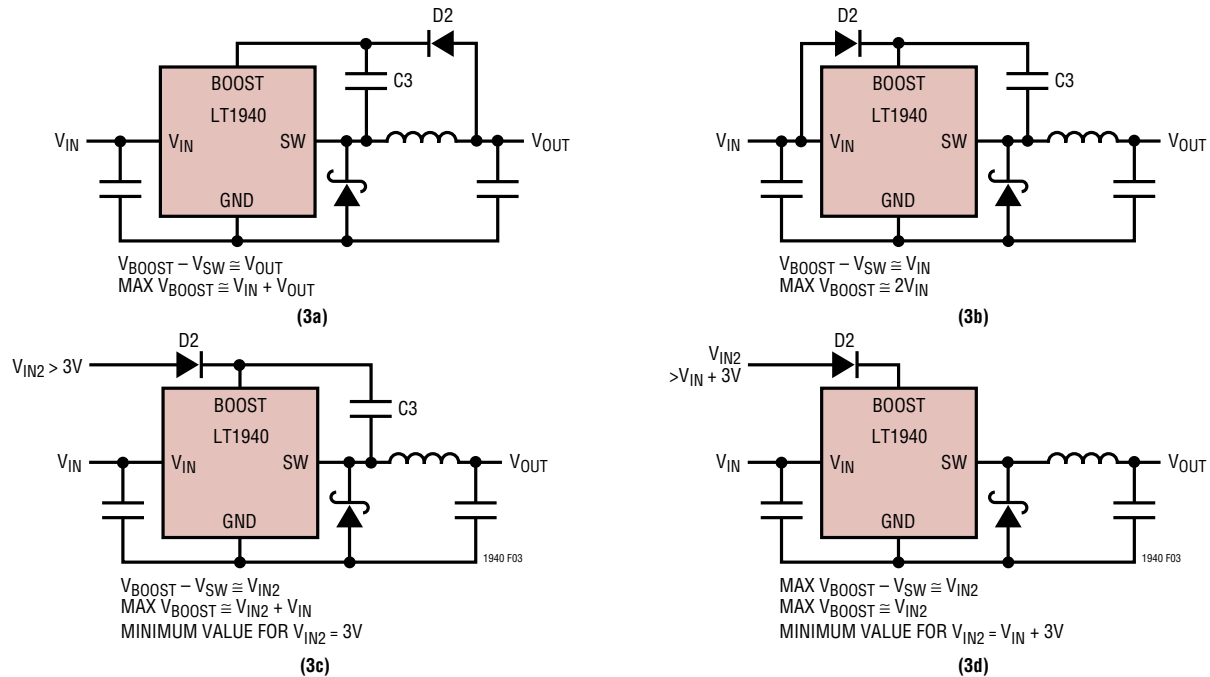 D2
BOOST
C3
LT1940
V_IN
V_IN
SW
V_OUT
GND
V_BOOST – V_SW ≅ V_OUT
MAX V_BOOST ≅ V_IN + V_OUT
(3a)
D2
BOOST
C3
LT1940
V_IN
V_IN
SW
V_OUT
GND
V_BOOST – V_SW ≅ V_IN
MAX V_BOOST ≅ 2V_IN
(3b)
D2
V_IN2 > 3V
BOOST
C3
LT1940
V_IN
V_IN
SW
V_OUT
GND
1940 F03
V_BOOST – V_SW ≅ V_IN2
MAX V_BOOST ≅ V_IN2 + V_IN
MINIMUM VALUE FOR V_IN2 = 3V
(3c)
D2
V_IN2
>V_IN + 3V
BOOST
LT1940
V_IN
V_IN
SW
V_OUT
GND
1940 F03
MAX V_BOOST – V_SW ≅ V_IN2
MAX V_BOOST ≅ V_IN2
MINIMUM VALUE FOR V_IN2 = V_IN + 3V
(3d)